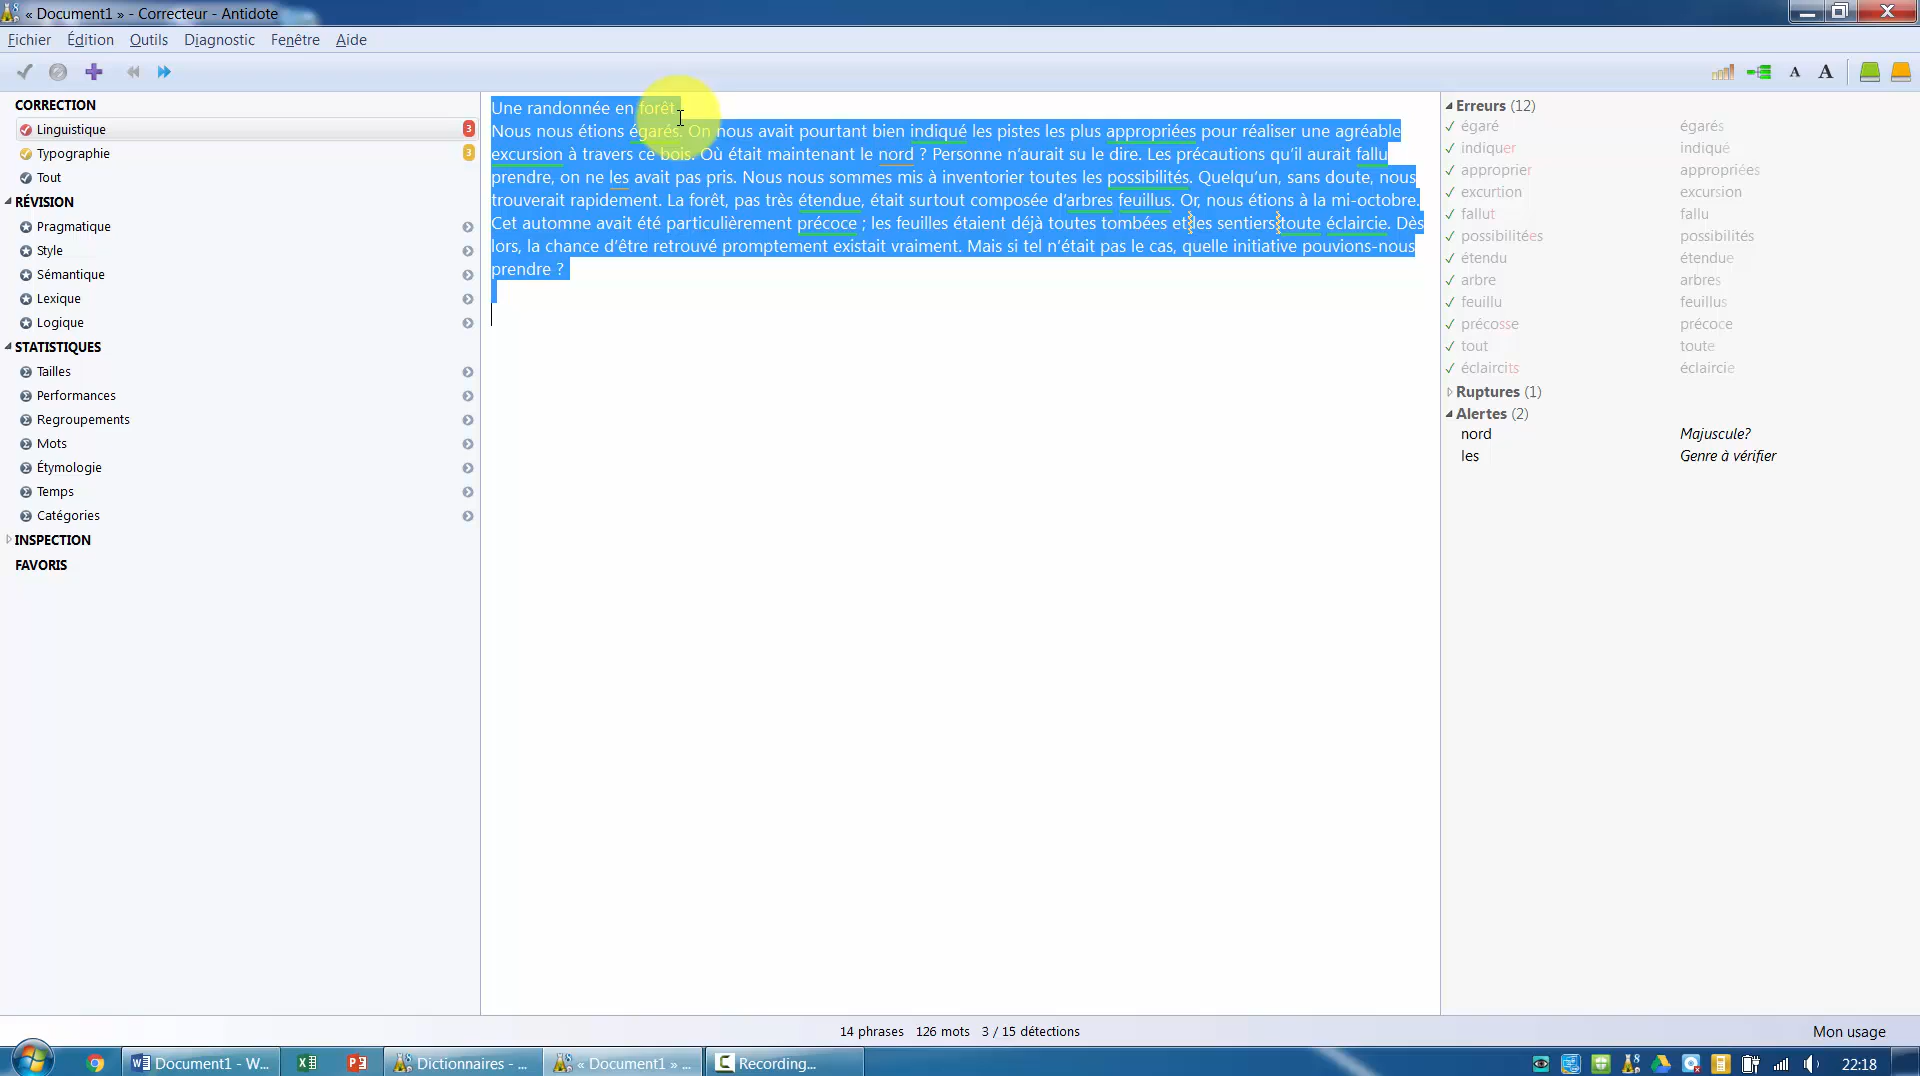 « Document1 » - Correcteur - Antidote
Fichier Édition Outils Diagnostic Fenêtre Aide
A A
CORRECTION
Linguistique 3
Typographie 3
Tout
RÉVISION
Pragmatique
Style
Sémantique
Lexique
Logique
STATISTIQUES
Tailles
Performances
Regroupements
Mots
Étymologie
Temps
Catégories
INSPECTION
FAVORIS
Une randonnée en forêt
Nous nous étions égarés. On nous avait pourtant bien indiqué les pistes les plus appropriées pour réaliser une agréable
excursion à travers ce bois. Où était maintenant le nord ? Personne n’aurait su le dire. Les précautions qu’il aurait fallu
prendre, on ne les avait pas pris. Nous nous sommes mis à inventorier toutes les possibilités. Quelqu’un, sans doute, nous
trouverait rapidement. La forêt, pas très étendue, était surtout composée d’arbres feuillus. Or, nous étions à la mi-octobre.
Cet automne avait été particulièrement précoce ; les feuilles étaient déjà toutes tombées et les sentiers toute éclaircie. Dès
lors, la chance d’être retrouvé promptement existait vraiment. Mais si tel n’était pas le cas, quelle initiative pouvions-nous
prendre ?
Erreurs (12)
égaré égarés
indiquer indiqué
approprier appropriées
excurtion excursion
fallut fallu
possibilitées possibilités
étendu étendue
arbre arbres
feuillu feuillus
précosse précoce
tout toute
éclaircits éclaircie
Ruptures (1)
Alertes (2)
nord Majuscule?
les Genre à vérifier
14 phrases 126 mots 3 / 15 détections
Mon usage
Document1 - W... Dictionnaires - ... « Document1 » ... Recording...
22:18